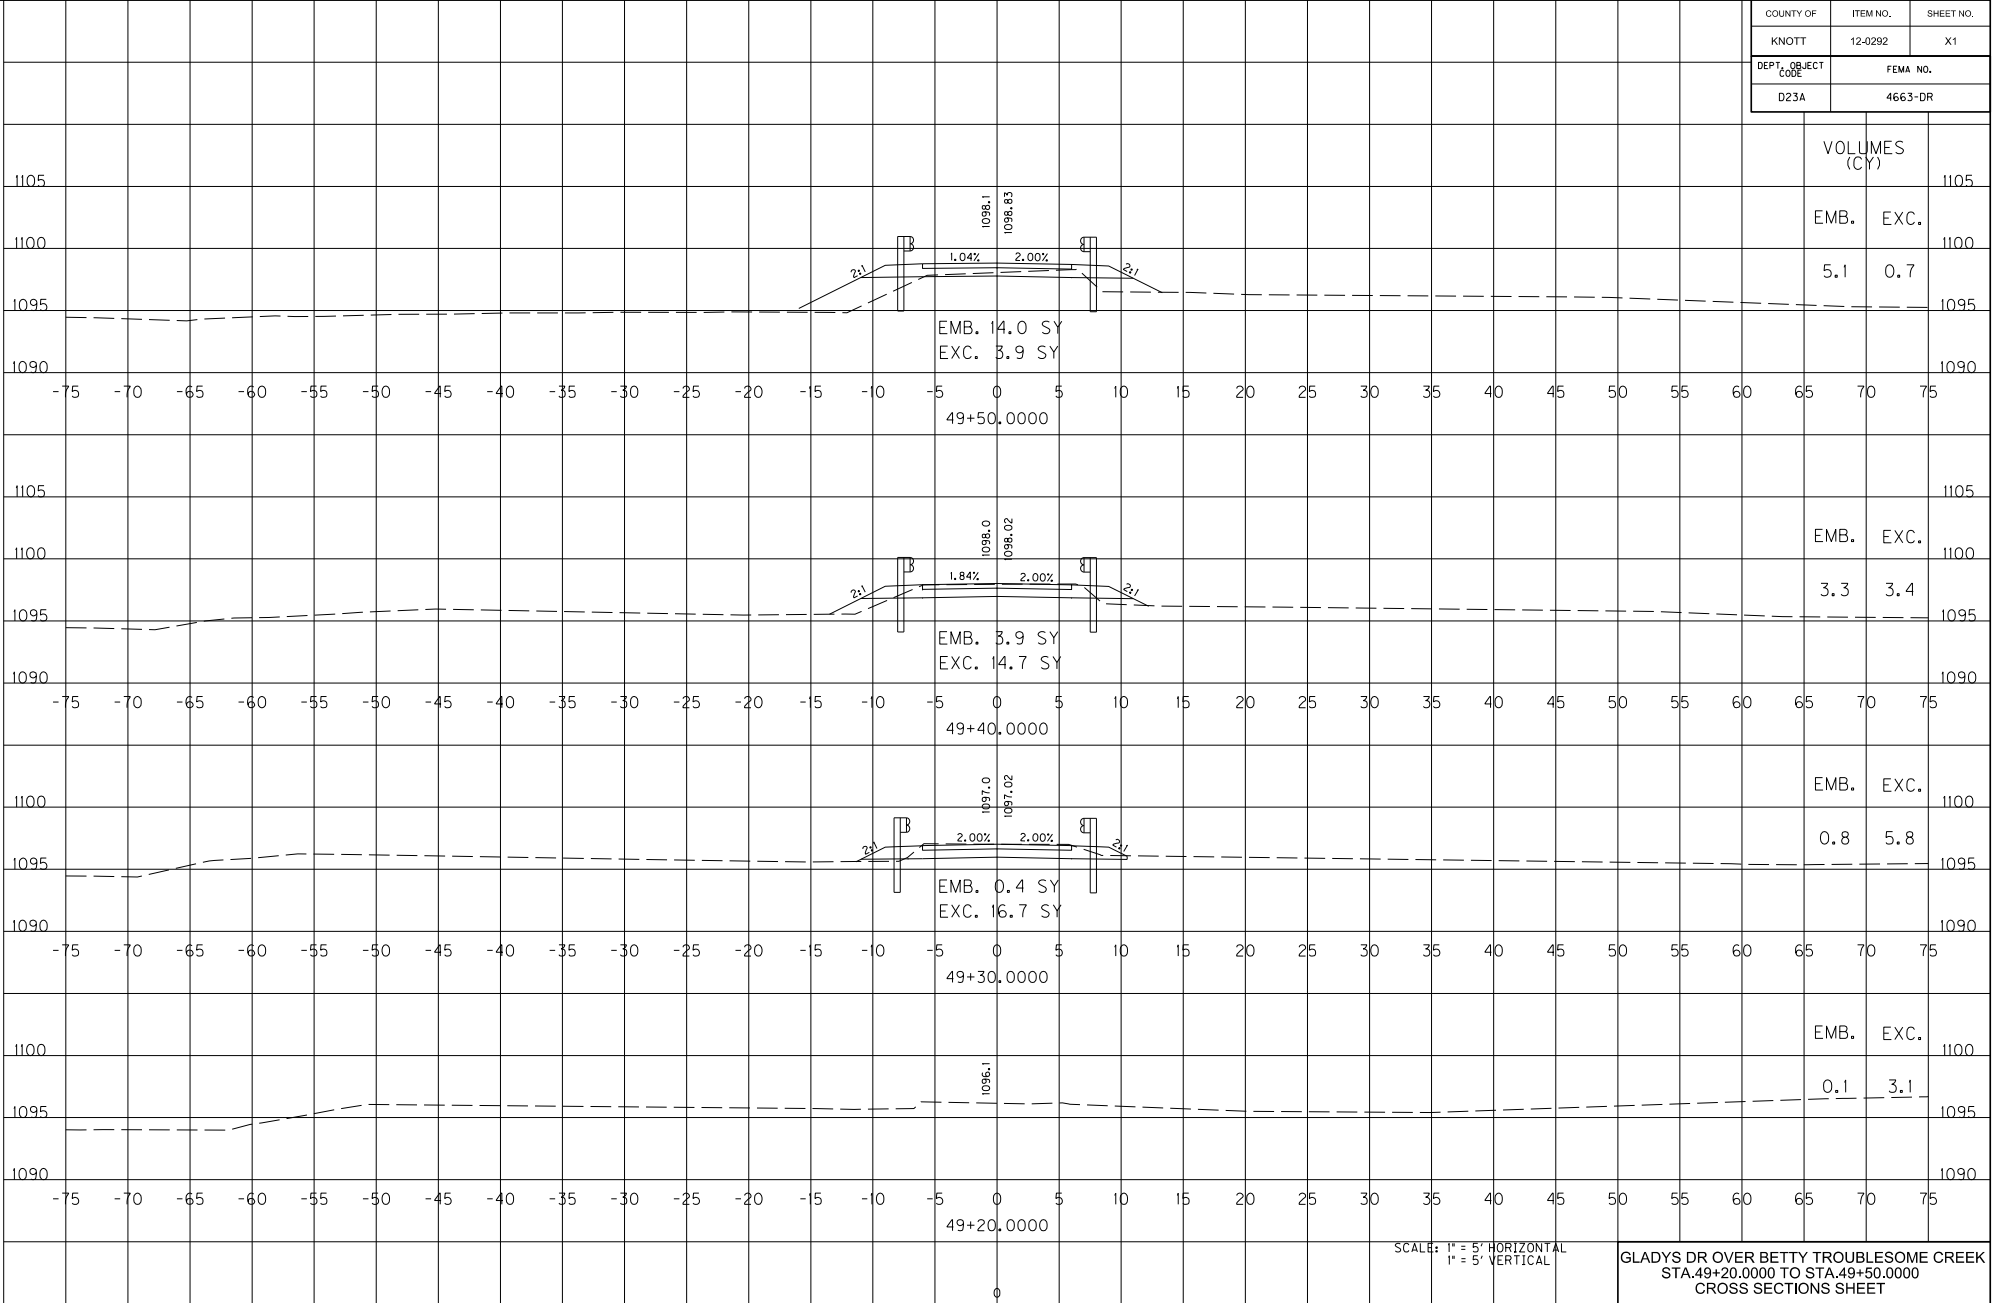 COUNTY OF ITEM NO. SHEET NO.
KNOTT 12-0292 X1
DEPT. OBJECT CODE FEMA NO.
D23A 4663-DR
VOLUMES
(CY)
1105 1105
1098.1 1098.83
EMB. EXC.
1100 1100
2:1 1.04% 2.00% 2:1
5.1 0.7
1095 1095
EMB. 14.0 SY
EXC. 3.9 SY
1090 1090
-75 -70 -65 -60 -55 -50 -45 -40 -35 -30 -25 -20 -15 -10 -5 0 5 10 15 20 25 30 35 40 45 50 55 60 65 70 75
49+50.0000
1105 1105
1098.0 1098.02
EMB. EXC.
1100 1100
2:1 1.84% 2.00% 2:1
3.3 3.4
1095 1095
EMB. 3.9 SY
EXC. 14.7 SY
1090 1090
-75 -70 -65 -60 -55 -50 -45 -40 -35 -30 -25 -20 -15 -10 -5 0 5 10 15 20 25 30 35 40 45 50 55 60 65 70 75
49+40.0000
1097.0 1097.02
EMB. EXC.
1100 1100
2:1 2.00% 2.00% 2:1
0.8 5.8
1095 1095
EMB. 0.4 SY
EXC. 16.7 SY
1090 1090
-75 -70 -65 -60 -55 -50 -45 -40 -35 -30 -25 -20 -15 -10 -5 0 5 10 15 20 25 30 35 40 45 50 55 60 65 70 75
49+30.0000
EMB. EXC.
1100 1100
1096.1
0.1 3.1
1095 1095
1090 1090
-75 -70 -65 -60 -55 -50 -45 -40 -35 -30 -25 -20 -15 -10 -5 0 5 10 15 20 25 30 35 40 45 50 55 60 65 70 75
49+20.0000
SCALE: 1" = 5' HORIZONTAL
1" = 5' VERTICAL
GLADYS DR OVER BETTY TROUBLESOME CREEK
STA.49+20.0000 TO STA.49+50.0000
CROSS SECTIONS SHEET
0